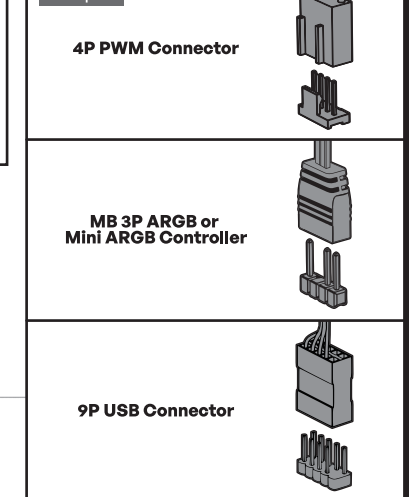 4P PWM Connector
MB 3P ARGB or
Mini ARGB Controller
9P USB Connector